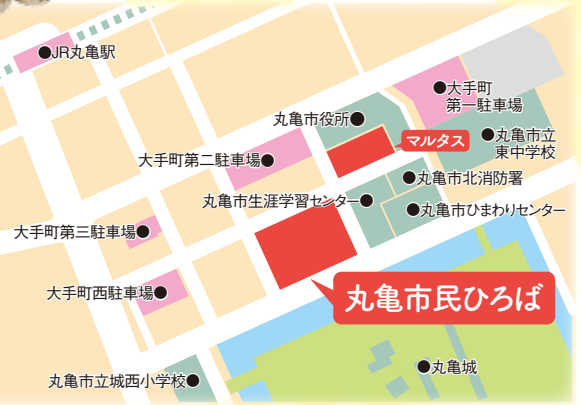 ●JR丸亀駅
●大手町
第一駐車場
丸亀市役所●
マルタス
●丸亀市立
東中学校
大手町第二駐車場●
●丸亀市北消防署
丸亀市生涯学習センター●
●丸亀市ひまわりセンター
大手町第三駐車場●
大手町西駐車場●
丸亀市民ひろば
●丸亀城
丸亀市立城西小学校●